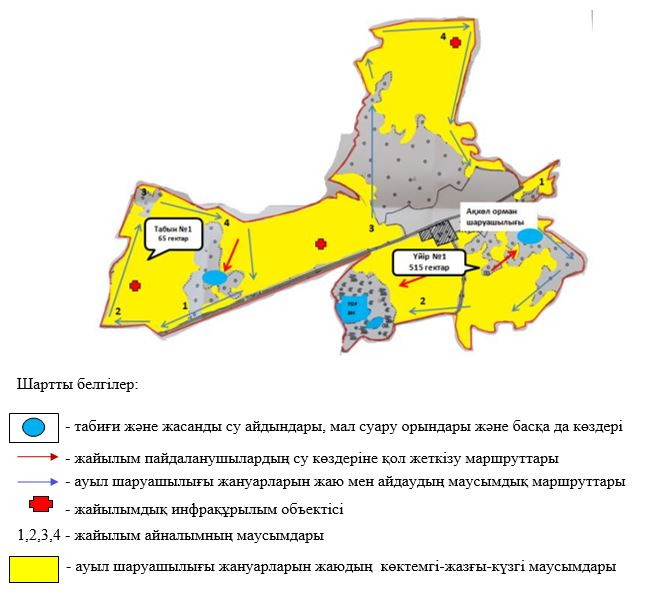 4
1
Ақкөл орман
шаруашылығы
3
4
Табын №1
65 гектар
3
Үйір №1
515 гектар
1
2
2
Шартты белгілер:
- табиғи және жасанды су айдындары, мал суару орындары және басқа да көздері
- жайылым пайдаланушылардың су көздеріне қол жеткізу маршруттары
- ауыл шаруашылығы жануарларын жаю мен айдаудың маусымдық маршруттары
- жайылымдық инфрақұрылым объектісі
1,2,3,4 - жайылым айналымның маусымдары
- ауыл шаруашылығы жануарларын жаюдың көктемгі-жазғы-күзгі маусымдары